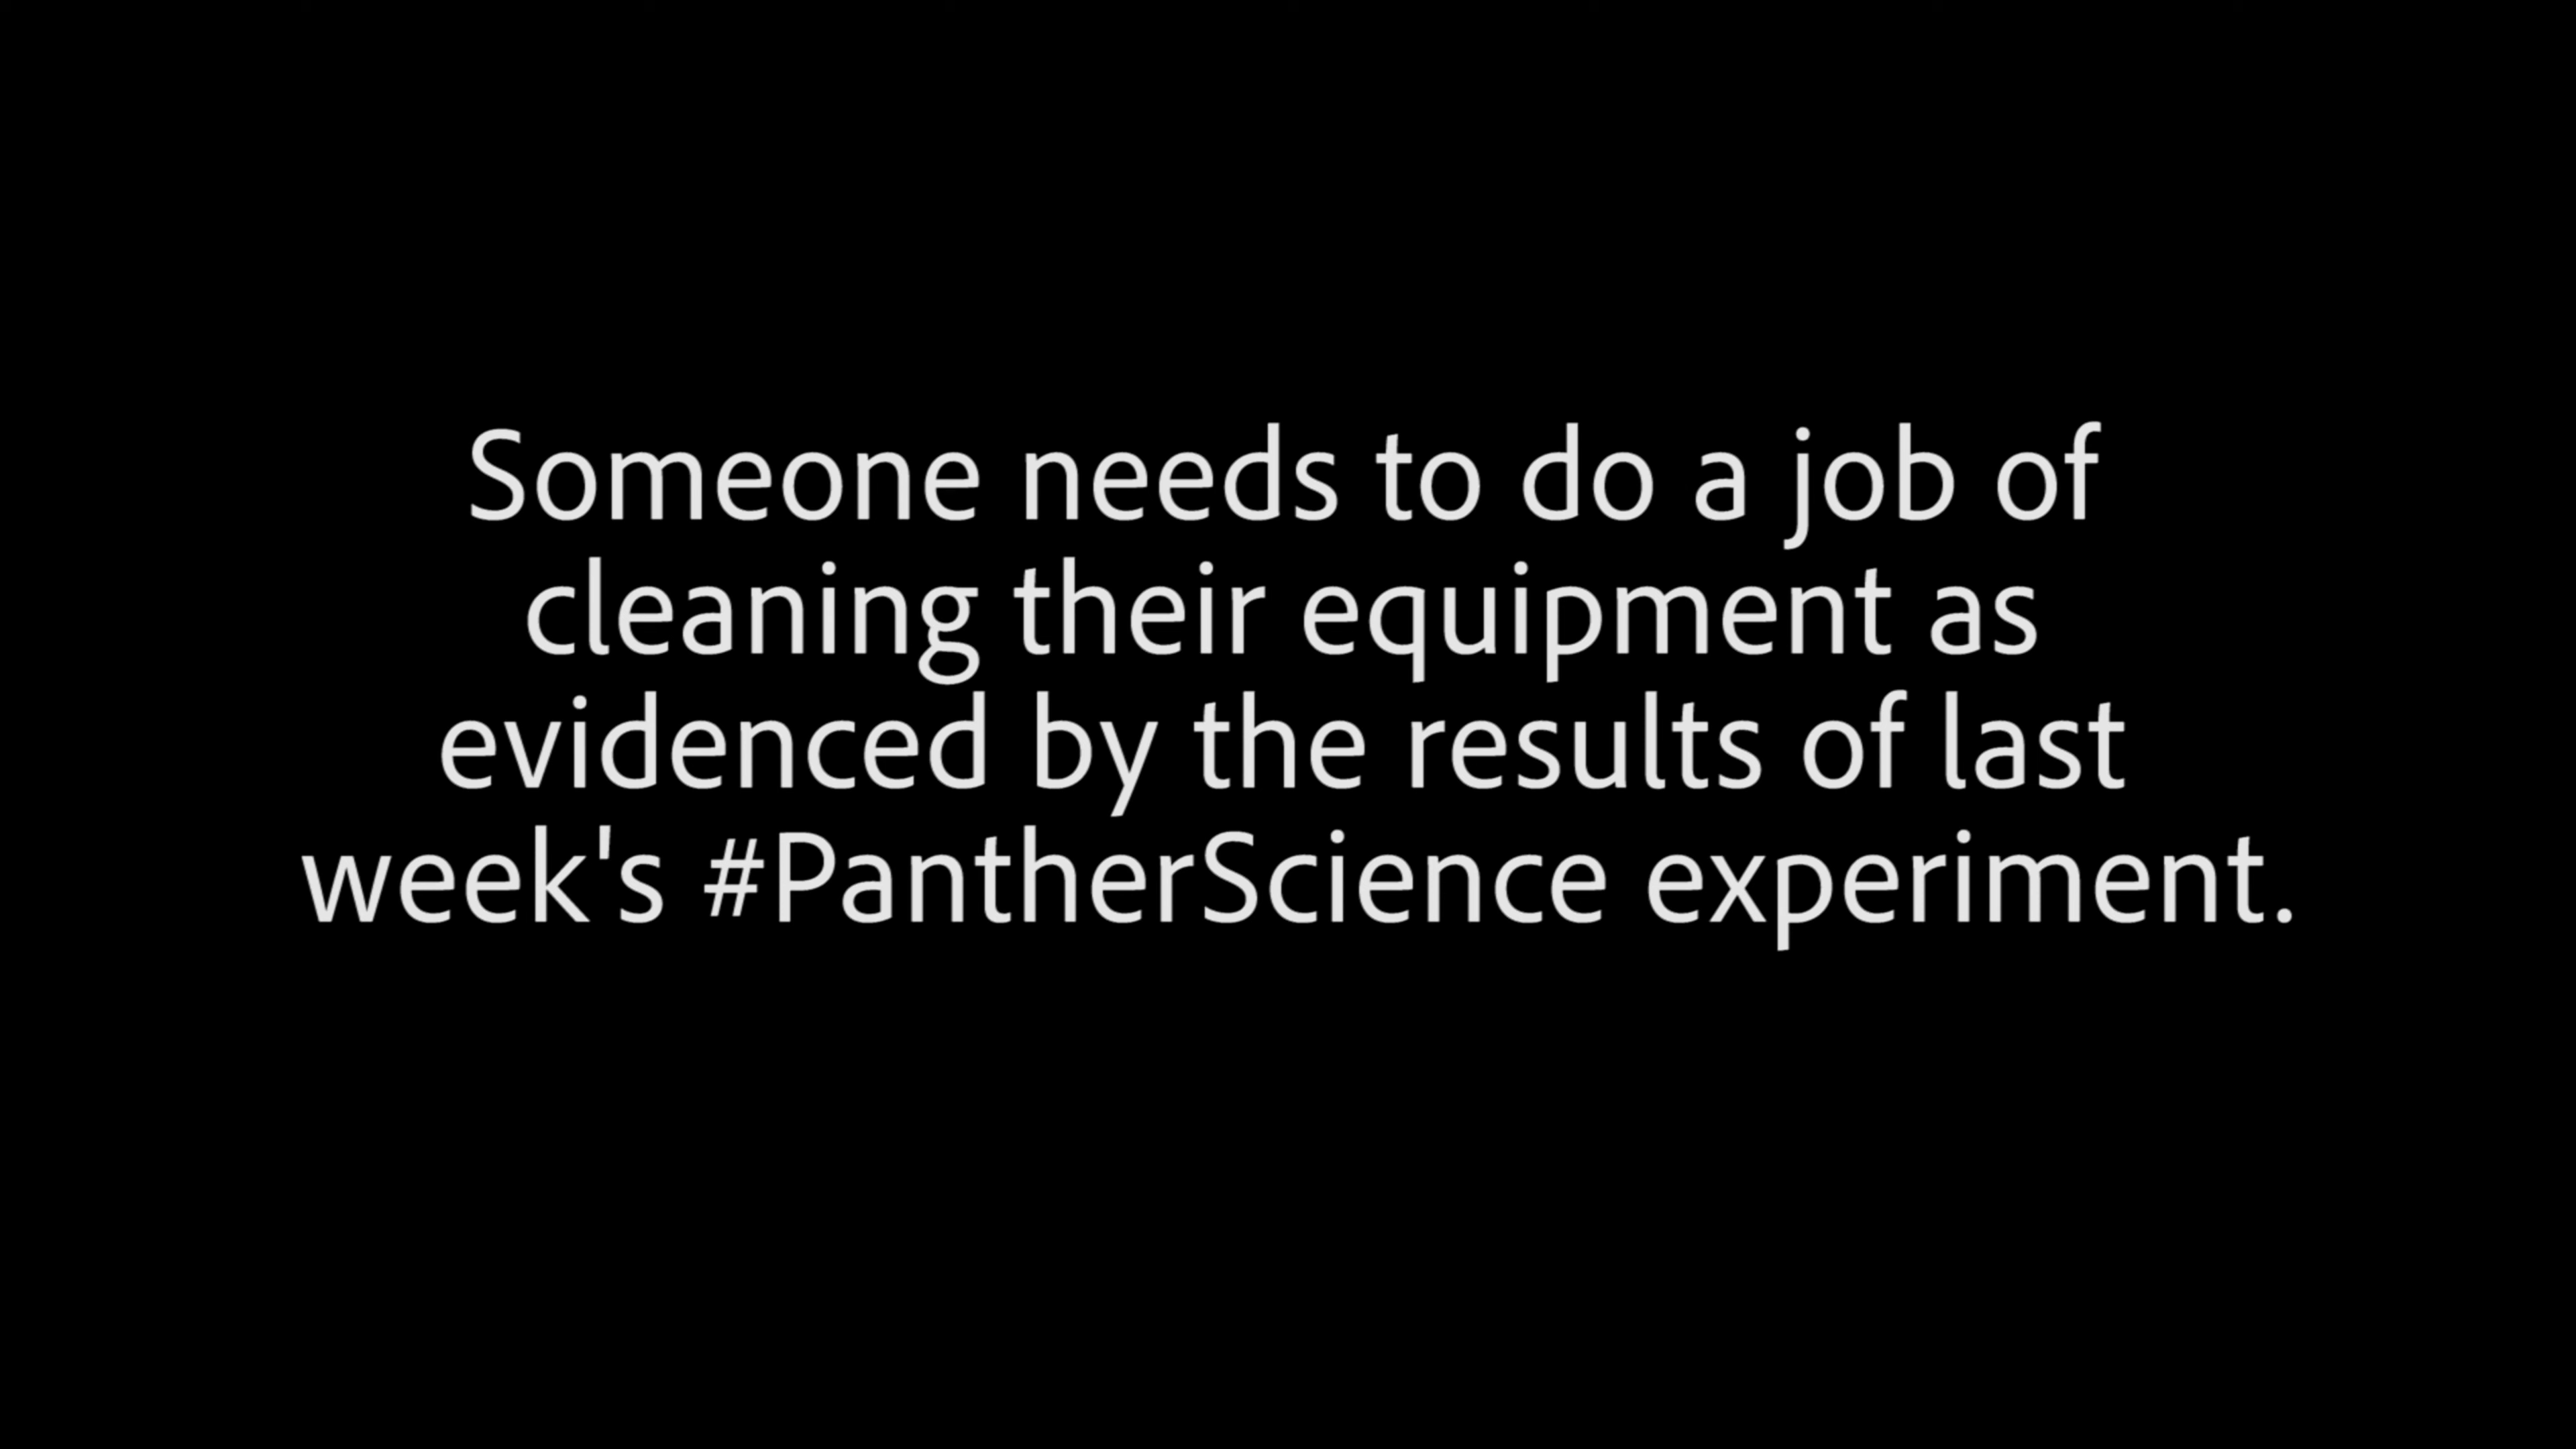 Someone needs to do a job of
cleaning their equipment as
evidenced by the results of last
week's #PantherScience experiment.